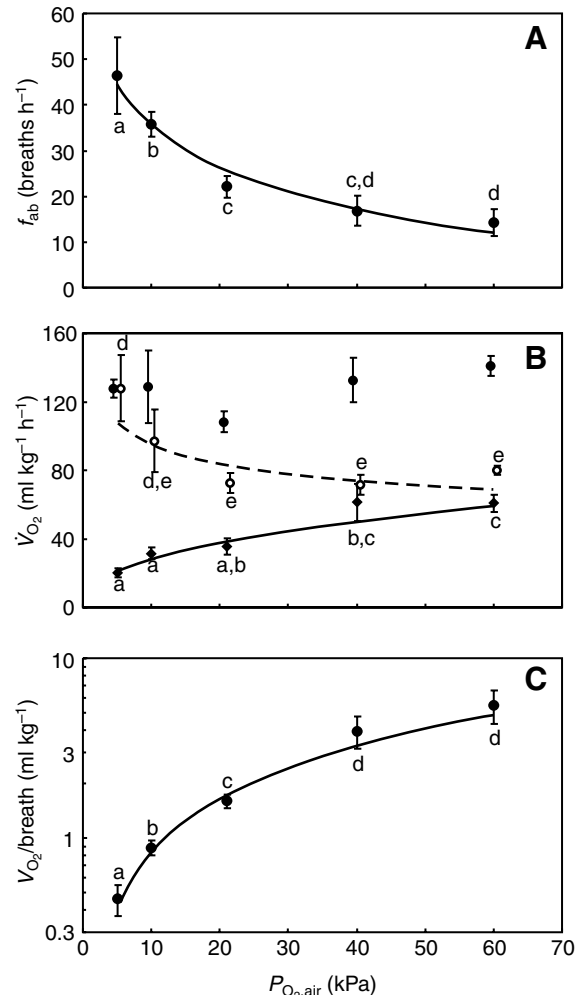 A
60
50
40
30
20
10
0
f_ab (breaths h⁻¹)
a
b
c
c,d
d
B
160
120
80
40
0
V̇_O₂ (ml kg⁻¹ h⁻¹)
d
d,e
e
e
e
a
a
a,b
b,c
c
C
10
3
1
0.3
V_O₂/breath (ml kg⁻¹)
a
b
c
d
d
0 10 20 30 40 50 60 70
P_O₂,air (kPa)